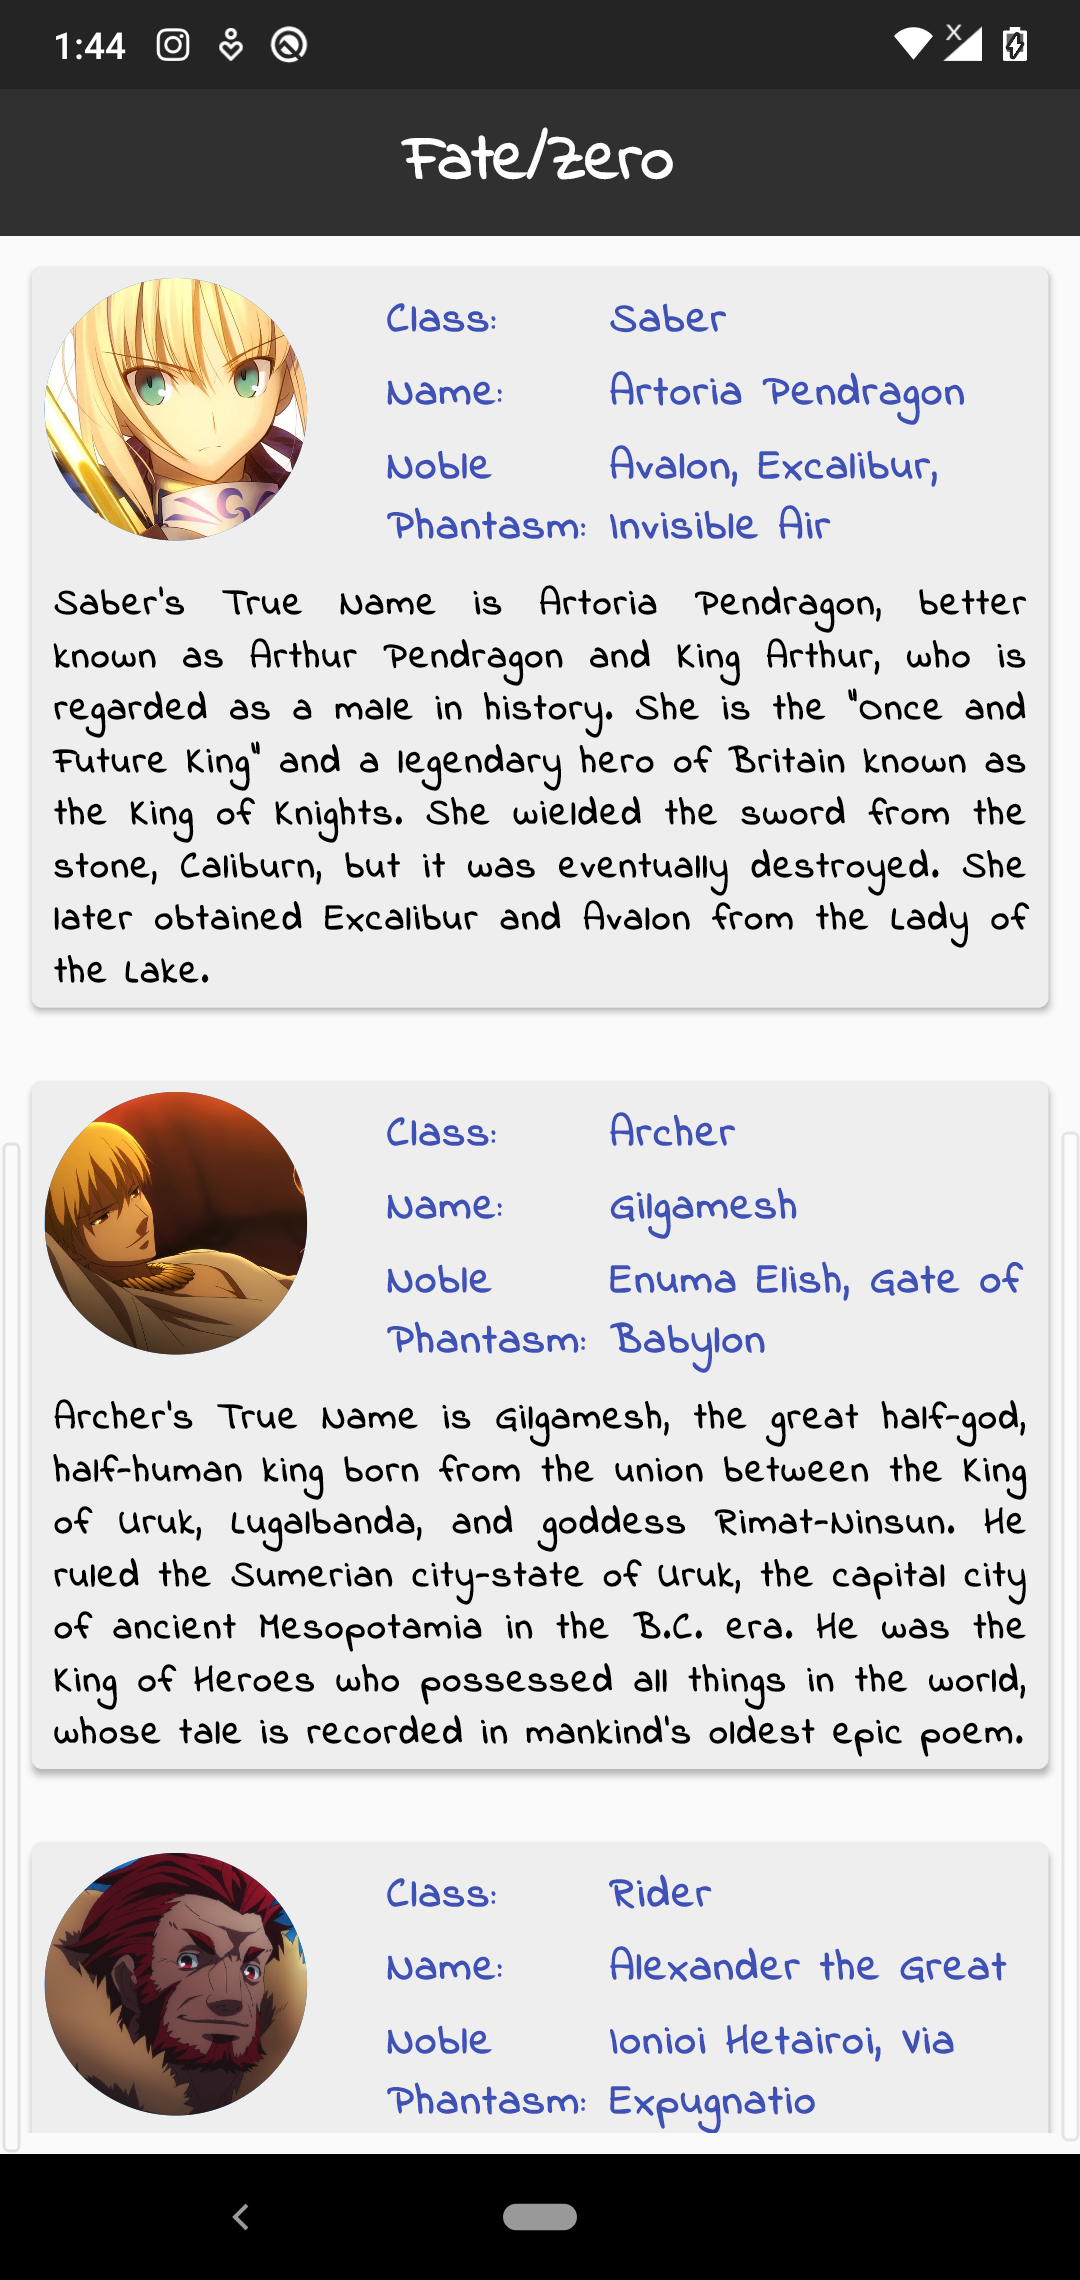 1:44
Fate/Zero
Class: Saber
Name: Artoria Pendragon
Noble Phantasm: Avalon, Excalibur, Invisible Air
Saber's True Name is Artoria Pendragon, better
known as Arthur Pendragon and King Arthur, who is
regarded as a male in history. She is the "Once and
Future King" and a legendary hero of Britain known as
the King of Knights. She wielded the sword from the
stone, Caliburn, but it was eventually destroyed. She
later obtained Excalibur and Avalon from the Lady of
the Lake.
Class: Archer
Name: Gilgamesh
Noble Phantasm: Enuma Elish, Gate of Babylon
Archer's True Name is Gilgamesh, the great half-god,
half-human king born from the union between the King
of Uruk, Lugalbanda, and goddess Rimat-Ninsun. He
ruled the Sumerian city-state of Uruk, the capital city
of ancient Mesopotamia in the B.C. era. He was the
King of Heroes who possessed all things in the world,
whose tale is recorded in mankind's oldest epic poem.
Class: Rider
Name: Alexander the Great
Noble Phantasm: Ionioi Hetairoi, Via Expugnatio